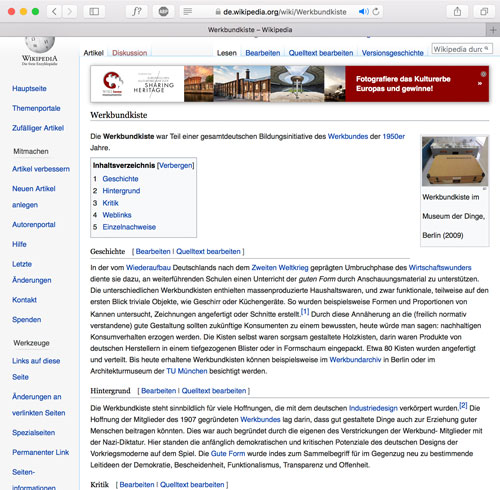 de.wikipedia.org/wiki/Werkbundkiste
Werkbundkiste – Wikipedia
WIKIPEDIA
Die freie Enzyklopädie
Artikel Diskussion Lesen Bearbeiten Quelltext bearbeiten Versionsgeschichte Wikipedia durc
SHARING
HERITAGE
Fotografiere das Kulturerbe
Europas und gewinne!
Hauptseite
Themenportale
Zufälliger Artikel
Mitmachen
Artikel verbessern
Neuen Artikel
anlegen
Autorenportal
Hilfe
Letzte
Änderungen
Kontakt
Spenden
Werkzeuge
Links auf diese
Seite
Änderungen an
verlinkten Seiten
Spezialseiten
Permanenter Link
Seiten-
informationen
Werkbundkiste
Die Werkbundkiste war Teil einer gesamtdeutschen Bildungsinitiative des Werkbundes der 1950er
Jahre.
Inhaltsverzeichnis [Verbergen]
1 Geschichte
2 Hintergrund
3 Kritik
4 Weblinks
5 Einzelnachweise
Werkbundkiste im
Museum der Dinge,
Berlin (2009)
Geschichte [ Bearbeiten | Quelltext bearbeiten ]
In der vom Wiederaufbau Deutschlands nach dem Zweiten Weltkrieg geprägten Umbruchphase des Wirtschaftswunders
diente sie dazu, an weiterführenden Schulen einen Unterricht der guten Form durch Anschauungsmaterial zu unterstützen.
Die unterschiedlichen Werkbundkisten enthielten massenproduzierte Haushaltswaren, und zwar funktionale, teilweise auf den
ersten Blick triviale Objekte, wie Geschirr oder Küchengeräte. So wurden beispielsweise Formen und Proportionen von
Kannen untersucht, Zeichnungen angefertigt oder Schnitte erstellt.[1] Durch diese Annäherung an die (freilich normativ
verstandene) gute Gestaltung sollten zukünftige Konsumenten zu einem bewussten, heute würde man sagen: nachhaltigen
Konsumverhalten erzogen werden. Die Kisten selbst waren sorgsam gestaltete Holzkisten, darin waren Produkte von
deutschen Herstellern in einem tiefgezogenen Blister oder in Formschaum eingepackt. Etwa 80 Kisten wurden angefertigt
und verteilt. Bis heute erhaltene Werkbundkisten können beispielsweise im Werkbundarchiv in Berlin oder im
Architekturmuseum der TU München besichtigt werden.
Hintergrund [ Bearbeiten | Quelltext bearbeiten ]
Die Werkbundkiste steht sinnbildlich für viele Hoffnungen, die mit dem deutschen Industriedesign verkörpert wurden.[2] Die
Hoffnung der Mitglieder des 1907 gegründeten Werkbundes lag darin, dass gut gestaltete Dinge auch zur Erziehung guter
Menschen beitragen könnten. Dies war auch begründet durch die eigenen des Verstrickungen der Werkbund- Mitglieder mit
der Nazi-Diktatur. Hier standen die anfänglich demokratischen und kritischen Potenziale des deutschen Designs der
Vorkriegsmoderne auf dem Spiel. Die Gute Form wurde indes zum Sammelbegriff für im Gegenzug neu zu bestimmende
Leitideen der Demokratie, Bescheidenheit, Funktionalismus, Transparenz und Offenheit.
Kritik [ Bearbeiten | Quelltext bearbeiten ]